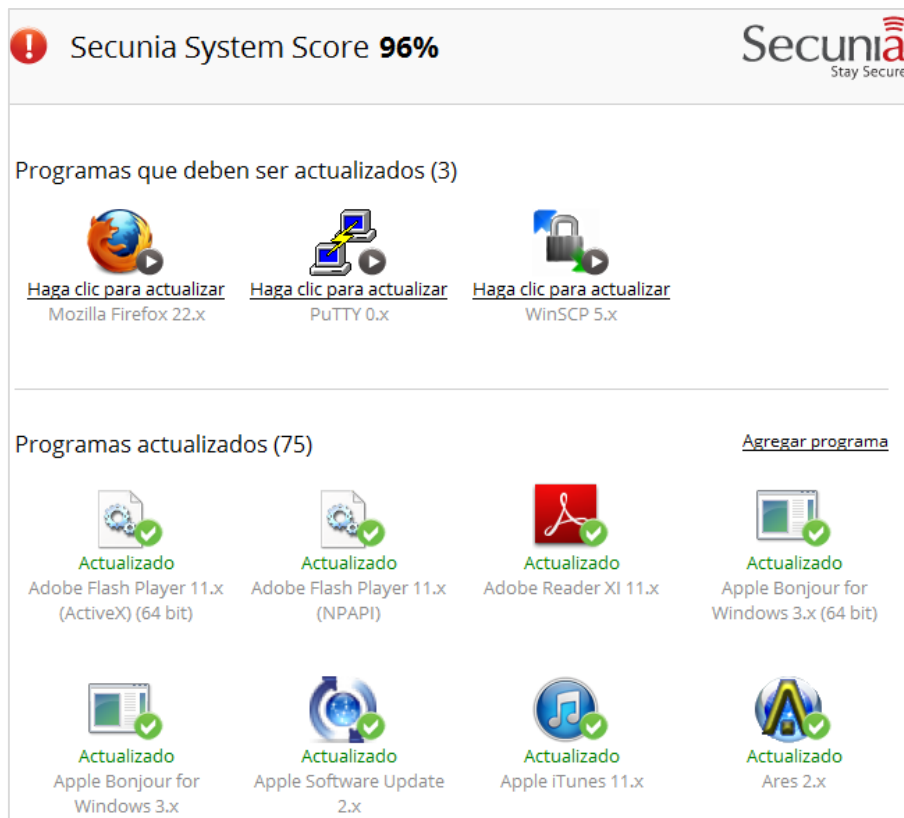 Secunia System Score 96%
Secunia
Stay Secure
Programas que deben ser actualizados (3)
Haga clic para actualizar Haga clic para actualizar Haga clic para actualizar
Mozilla Firefox 22.x PuTTY 0.x WinSCP 5.x
Programas actualizados (75)
Agregar programa
Actualizado Actualizado Actualizado Actualizado
Adobe Flash Player 11.x Adobe Flash Player 11.x Adobe Reader XI 11.x Apple Bonjour for
(ActiveX) (64 bit) (NPAPI) Windows 3.x (64 bit)
Actualizado Actualizado Actualizado Actualizado
Apple Bonjour for Apple Software Update Apple iTunes 11.x Ares 2.x
Windows 3.x 2.x